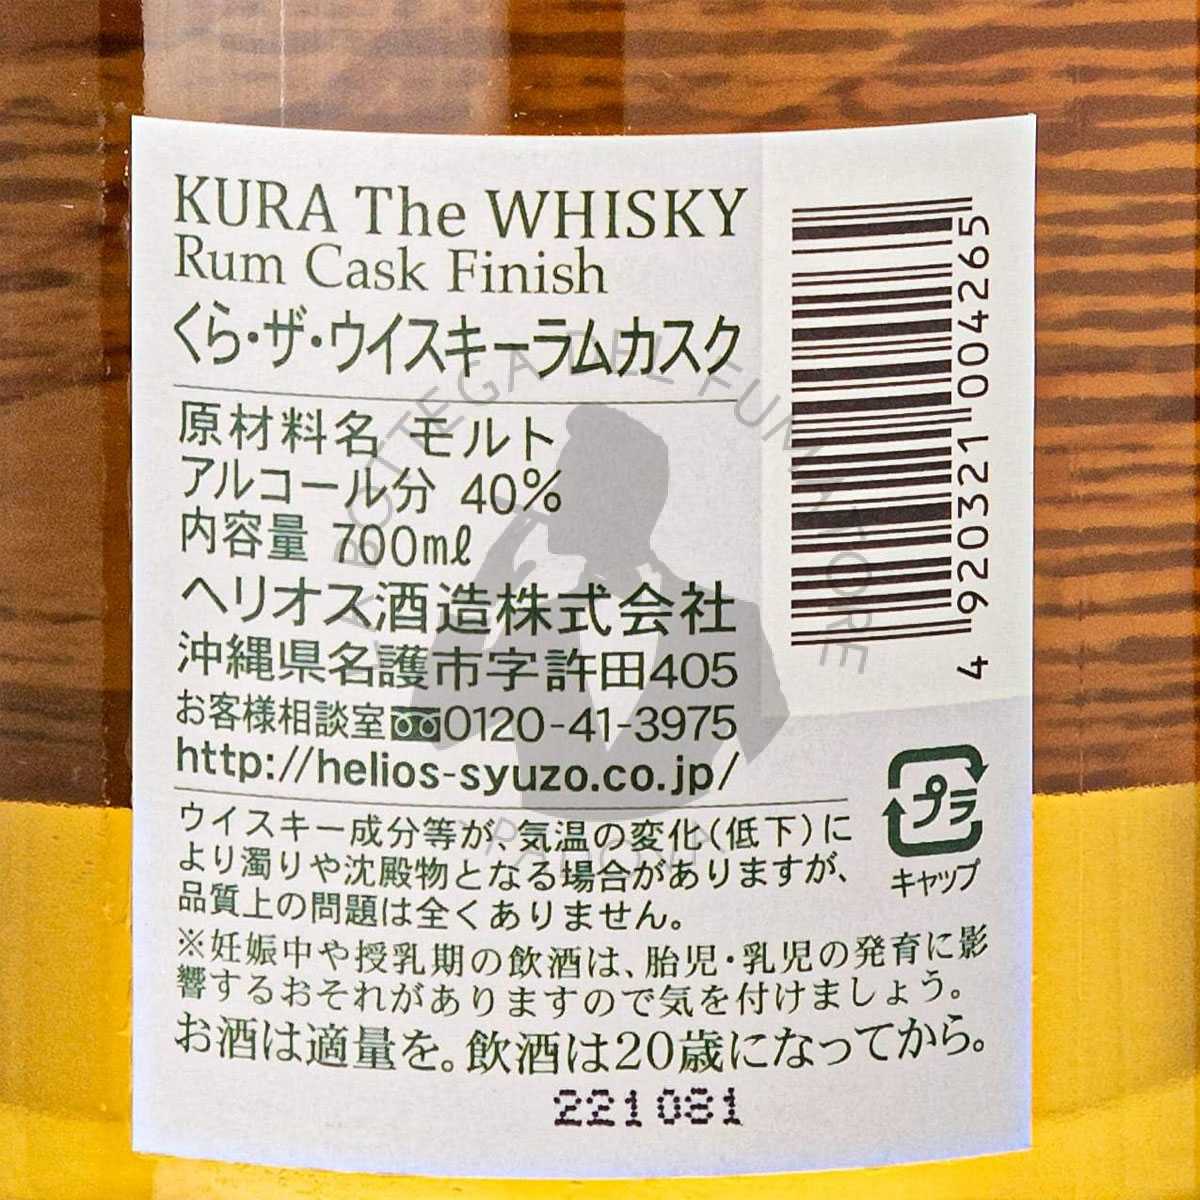 KURA The WHISKY
Rum Cask Finish
くら・ザ・ウイスキーラムカスク
原材料名 モルト
アルコール分 40%
内容量 700mℓ
ヘリオス酒造株式会社
沖縄県名護市字許田405
お客様相談室 0120-41-3975
http://helios-syuzo.co.jp/
ウイスキー成分等が、気温の変化(低下)に
より濁りや沈殿物となる場合がありますが、
品質上の問題は全くありません。
※妊娠中や授乳期の飲酒は、胎児・乳児の発育に影
響するおそれがありますので気を付けましょう。
お酒は適量を。飲酒は20歳になってから。
221081
4 920321 004265
プラ
キャップ
LA BOTTEGA DEL FUMATORE
PADOVA